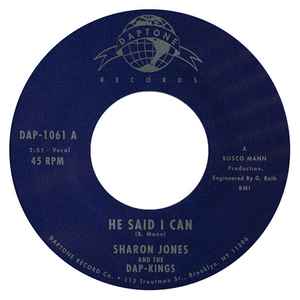 DAPTONE
RECORDS
DAP-1061 A
2:51 - Vocal
45 RPM
A
BOSCO MANN
Production.
Engineered by G. Roth
BMI
HE SAID I CAN
(B. Mann)
SHARON JONES
AND THE
DAP-KINGS
DAPTONE RECORD Co. · 115 Troutman St., Brooklyn, NY 11206